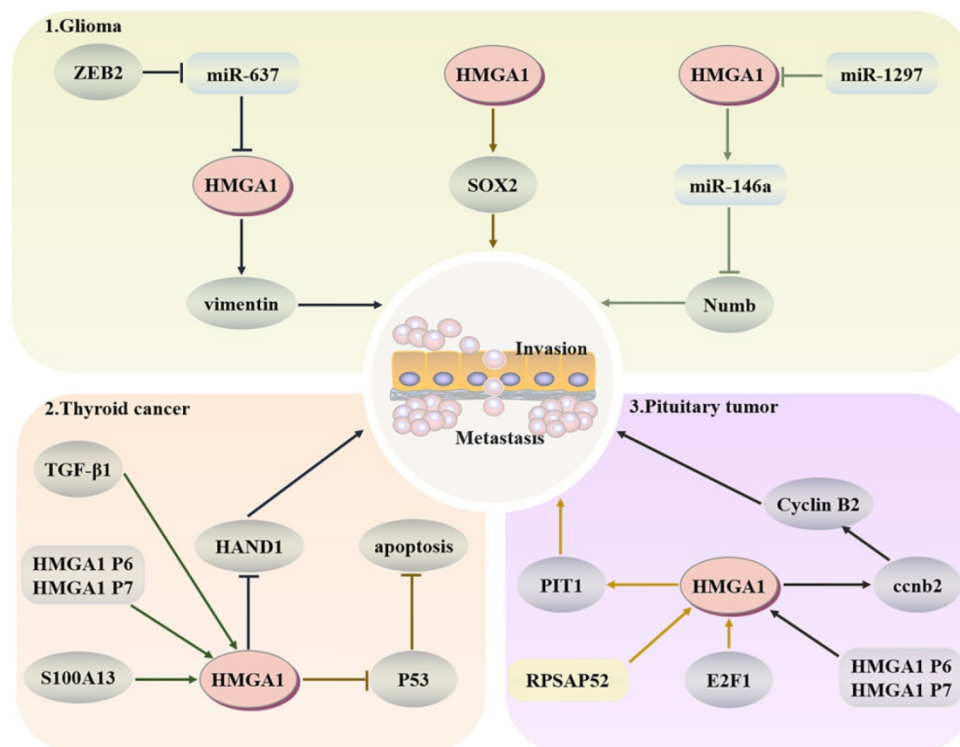 1.Glioma
ZEB2
miR-637
HMGA1
HMGA1
miR-1297
HMGA1
SOX2
miR-146a
vimentin
Numb
Invasion
Metastasis
2.Thyroid cancer
TGF-β1
HMGA1 P6
HMGA1 P7
HAND1
apoptosis
S100A13
HMGA1
P53
3.Pituitary tumor
Cyclin B2
PIT1
HMGA1
ccnb2
RPSAP52
E2F1
HMGA1 P6
HMGA1 P7